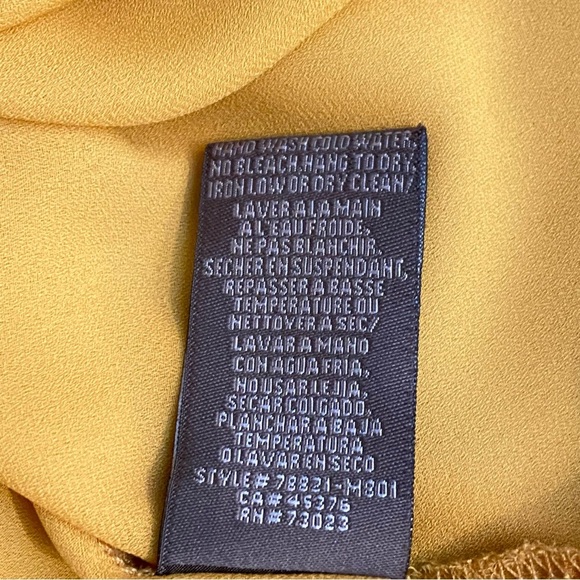 HAND WASH COLD WATER
NO BLEACH, HANG TO DRY
IRON LOW OR DRY CLEAN/
LAVER A LA MAIN
A L'EAU FROIDE,
NE PAS BLANCHIR.
SECHER EN SUSPENDANT,
REPASSER A BASSE
TEMPERATURE OU
NETTOYER A SEC/
LAVAR A MANO
CON AGUA FRIA,
NO USAR LEJIA,
SECAR COLGADO,
PLANCHAR A BAJA
TEMPERATURA
O LAVAR EN SECO
STYLE# 78821-M801
CA# 45376
RN# 73023